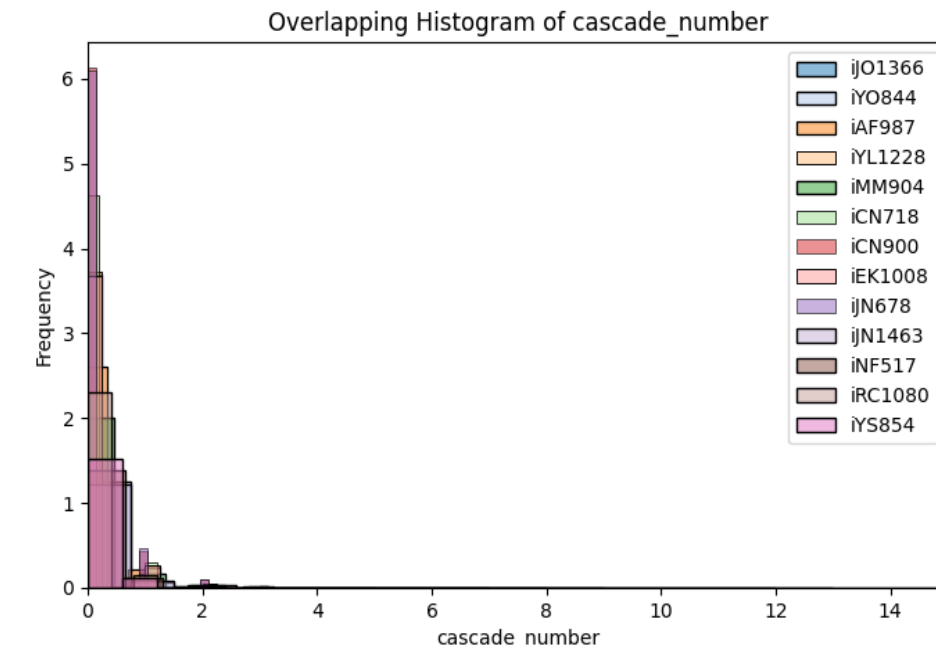 Overlapping Histogram of cascade_number
6
5
4
3
2
1
0
Frequency
0 2 4 6 8 10 12 14
cascade_number
iJO1366
iYO844
iAF987
iYL1228
iMM904
iCN718
iCN900
iEK1008
iJN678
iJN1463
iNF517
iRC1080
iYS854